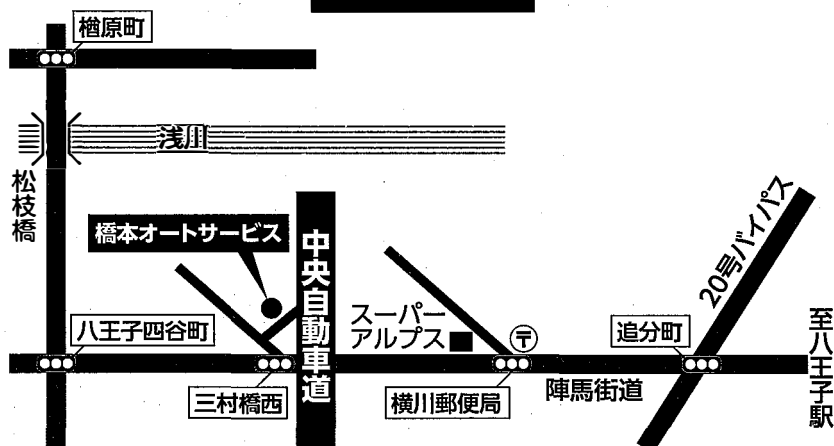 楢原町
浅川
松枝橋
橋本オートサービス
中央自動車道
20号バイパス
八王子四谷町
スーパー
アルプス
〒
追分町
至八王子駅
三村橋西
横川郵便局
陣馬街道